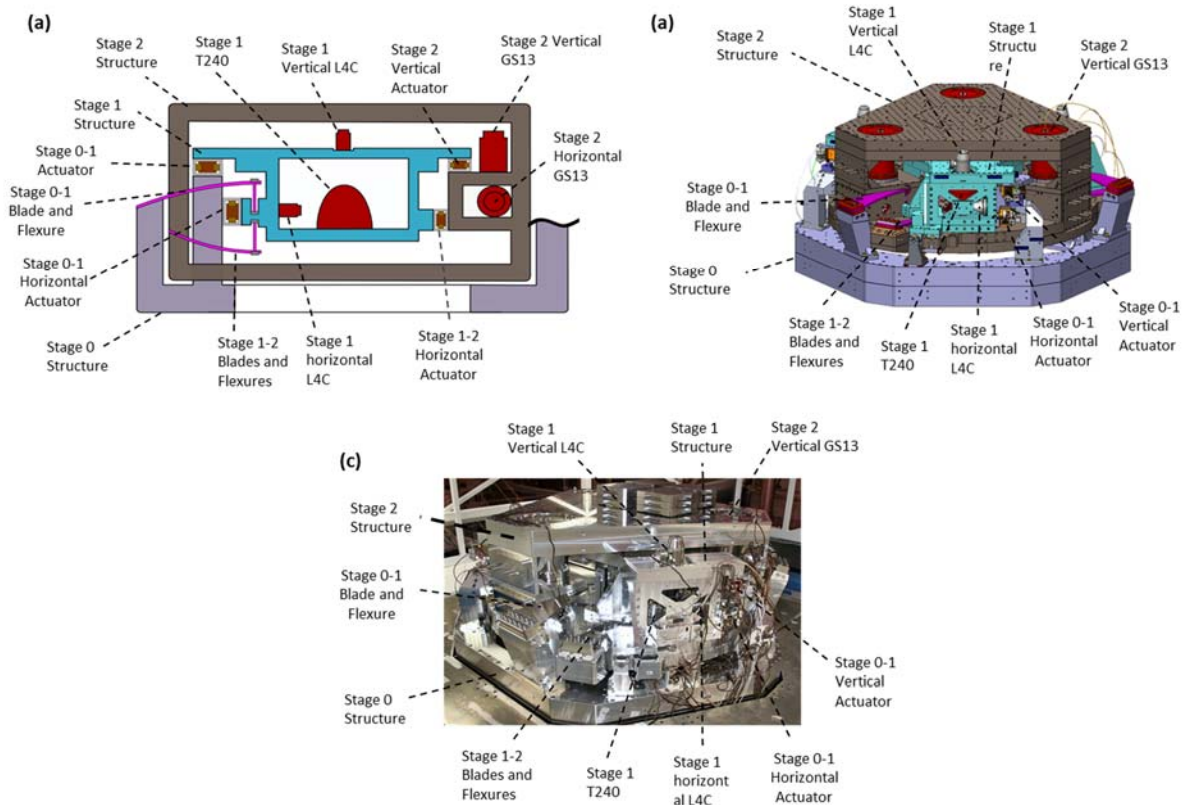 (a)
Stage 2
Structure
Stage 1
T240
Stage 1
Vertical L4C
Stage 2
Vertical
Actuator
Stage 2 Vertical
GS13
Stage 1
Structure
Stage 0-1
Actuator
Stage 0-1
Blade and
Flexure
Stage 0-1
Horizontal
Actuator
Stage 0
Structure
Stage 1-2
Blades and
Flexures
Stage 1
horizontal
L4C
Stage 1-2
Horizontal
Actuator
Stage 2
Horizontal
GS13
(a)
Stage 2
Structure
Stage 1
Vertical
L4C
Stage 1
Structu
re
Stage 2
Vertical GS13
Stage 0-1
Blade and
Flexure
Stage 0
Structure
Stage 1-2
Blades and
Flexures
Stage 1
T240
Stage 1
horizontal
L4C
Stage 0-1
Horizontal
Actuator
Stage 0-1
Vertical
Actuator
(c)
Stage 1
Vertical L4C
Stage 1
Structure
Stage 2
Vertical GS13
Stage 2
Structure
Stage 0-1
Blade and
Flexure
Stage 0
Structure
Stage 1-2
Blades and
Flexures
Stage 1
T240
Stage 1
horizont
al L4C
Stage 0-1
Horizontal
Actuator
Stage 0-1
Vertical
Actuator